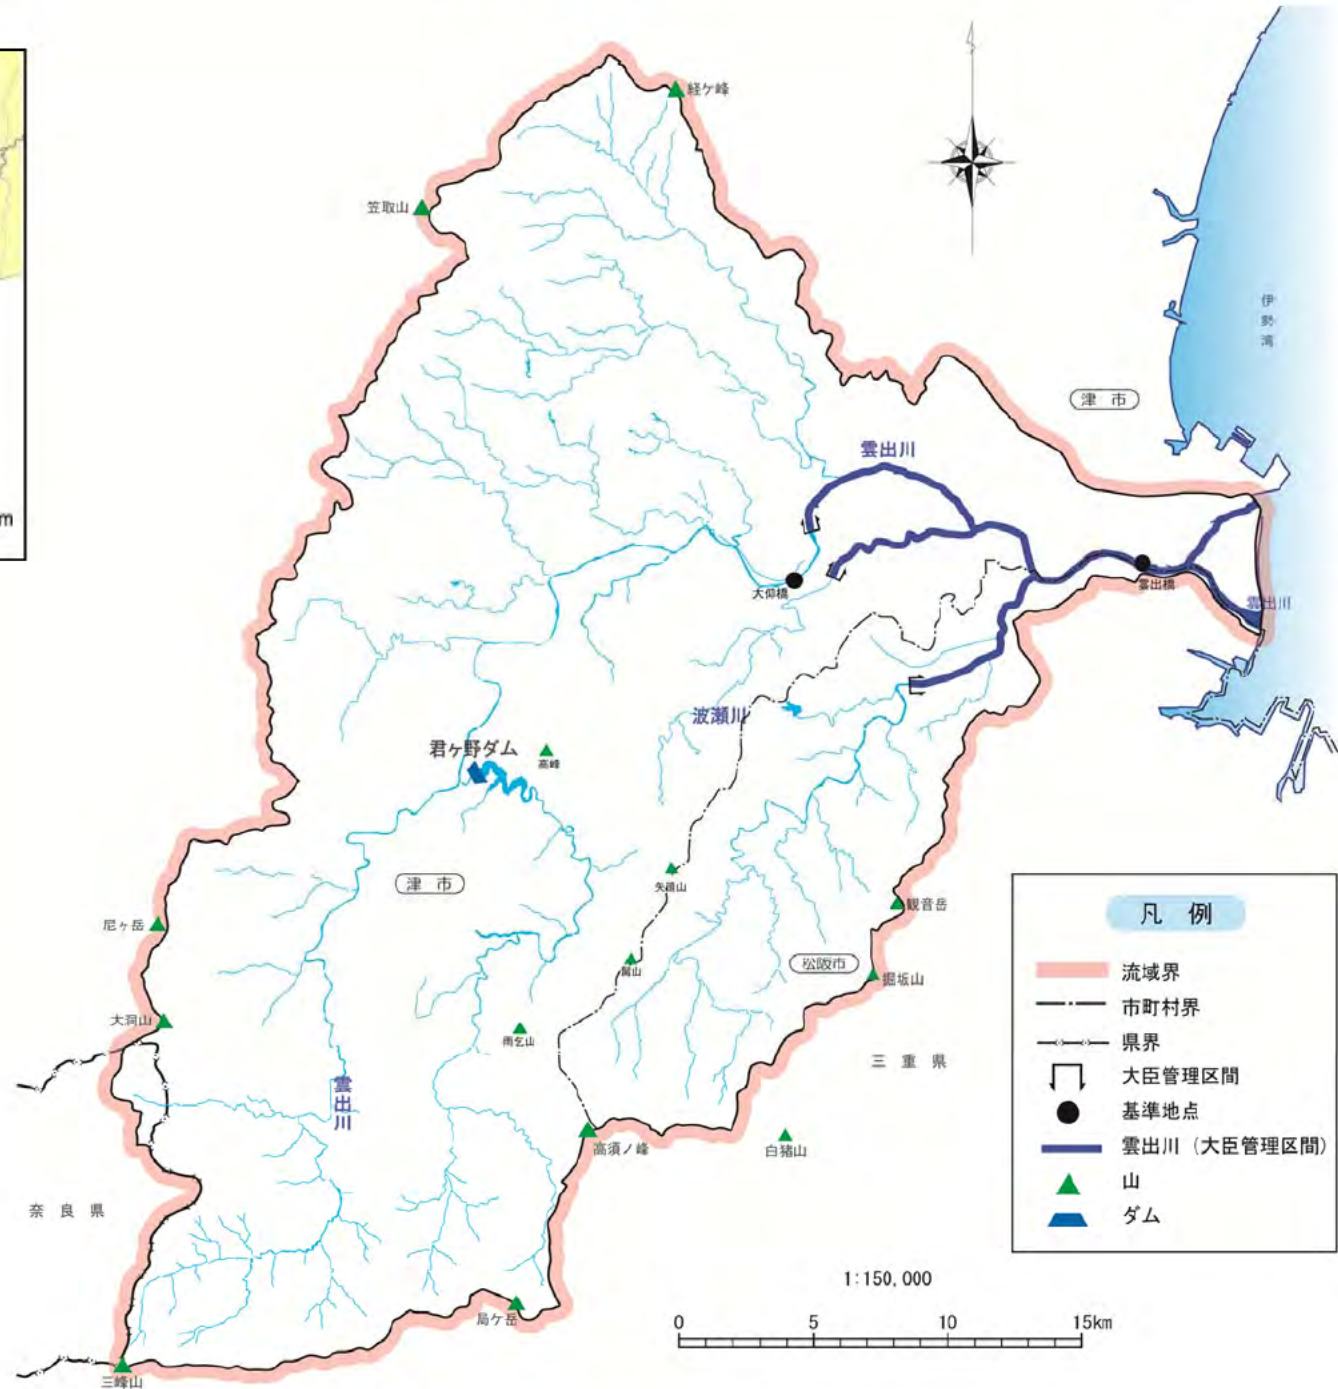 経ケ峰
笠取山
伊勢湾
津市
雲出川
m
大仰橋
雲出橋
雲出川
波瀬川
君ヶ野ダム
高峰
津市
矢頭山
尼ヶ岳
観音岳
髯山
松阪市
掘坂山
大洞山
雨乞山
三重県
雲出川
高須ノ峰
白猪山
奈良県
局ケ岳
三峰山
凡例
流域界
市町村界
県界
大臣管理区間
基準地点
雲出川（大臣管理区間）
山
ダム
1:150,000
0 5 10 15km